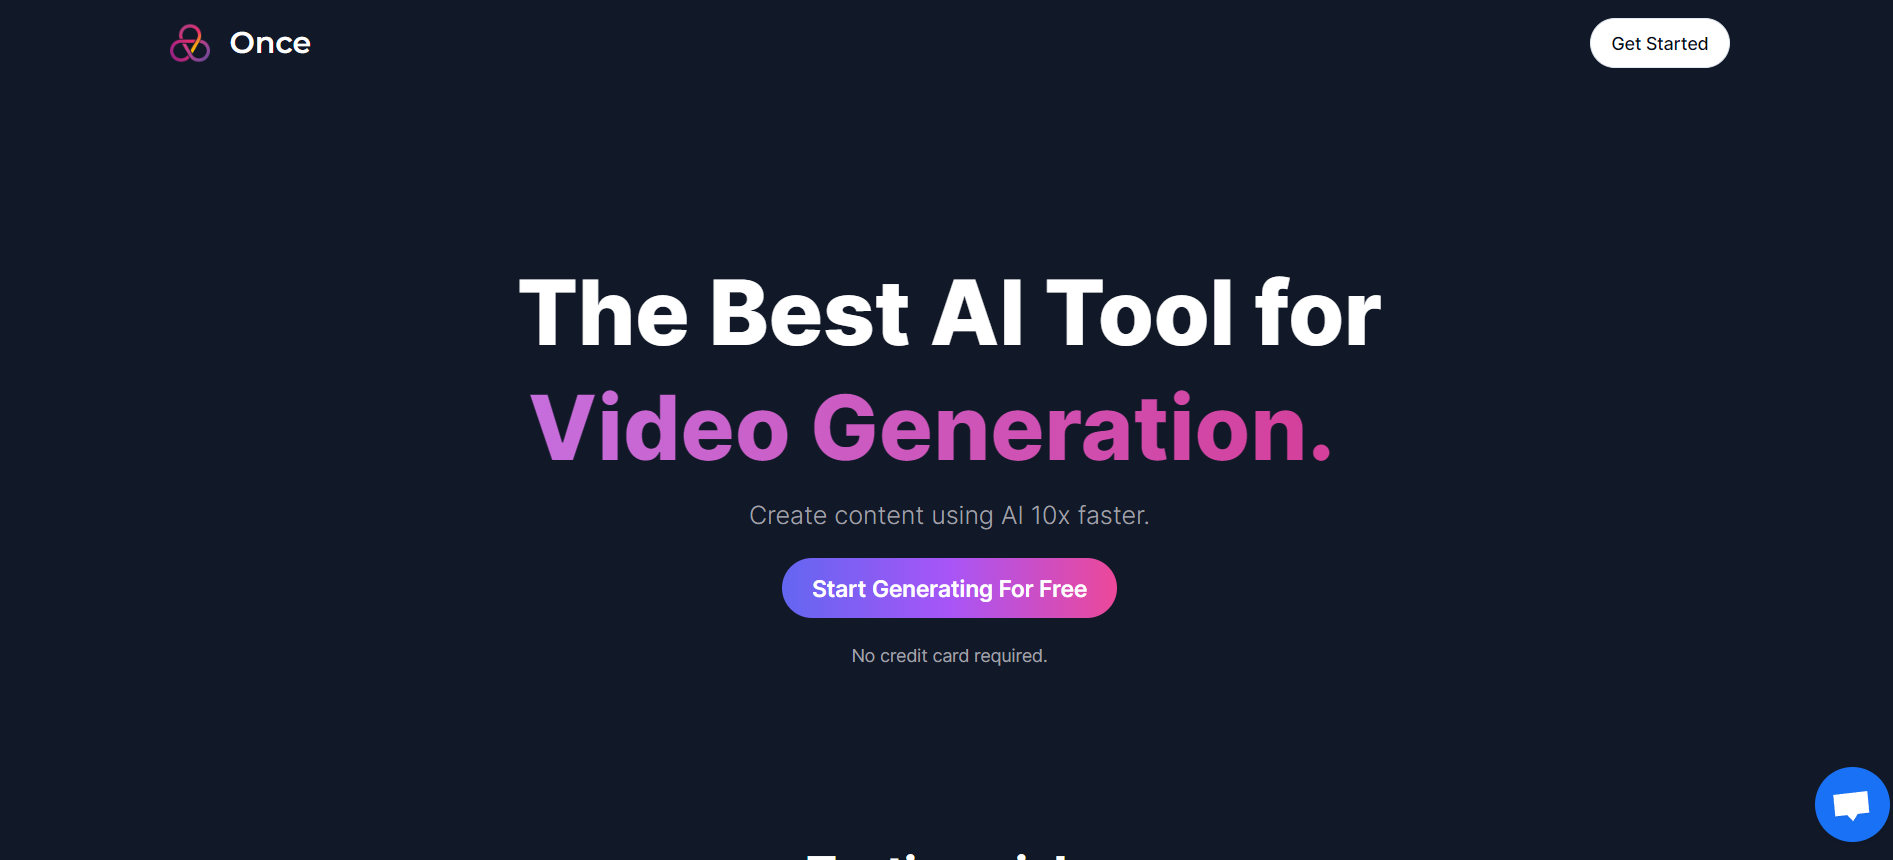 Once
Get Started
The Best AI Tool for
Video Generation.
Create content using AI 10x faster.
Start Generating For Free
No credit card required.